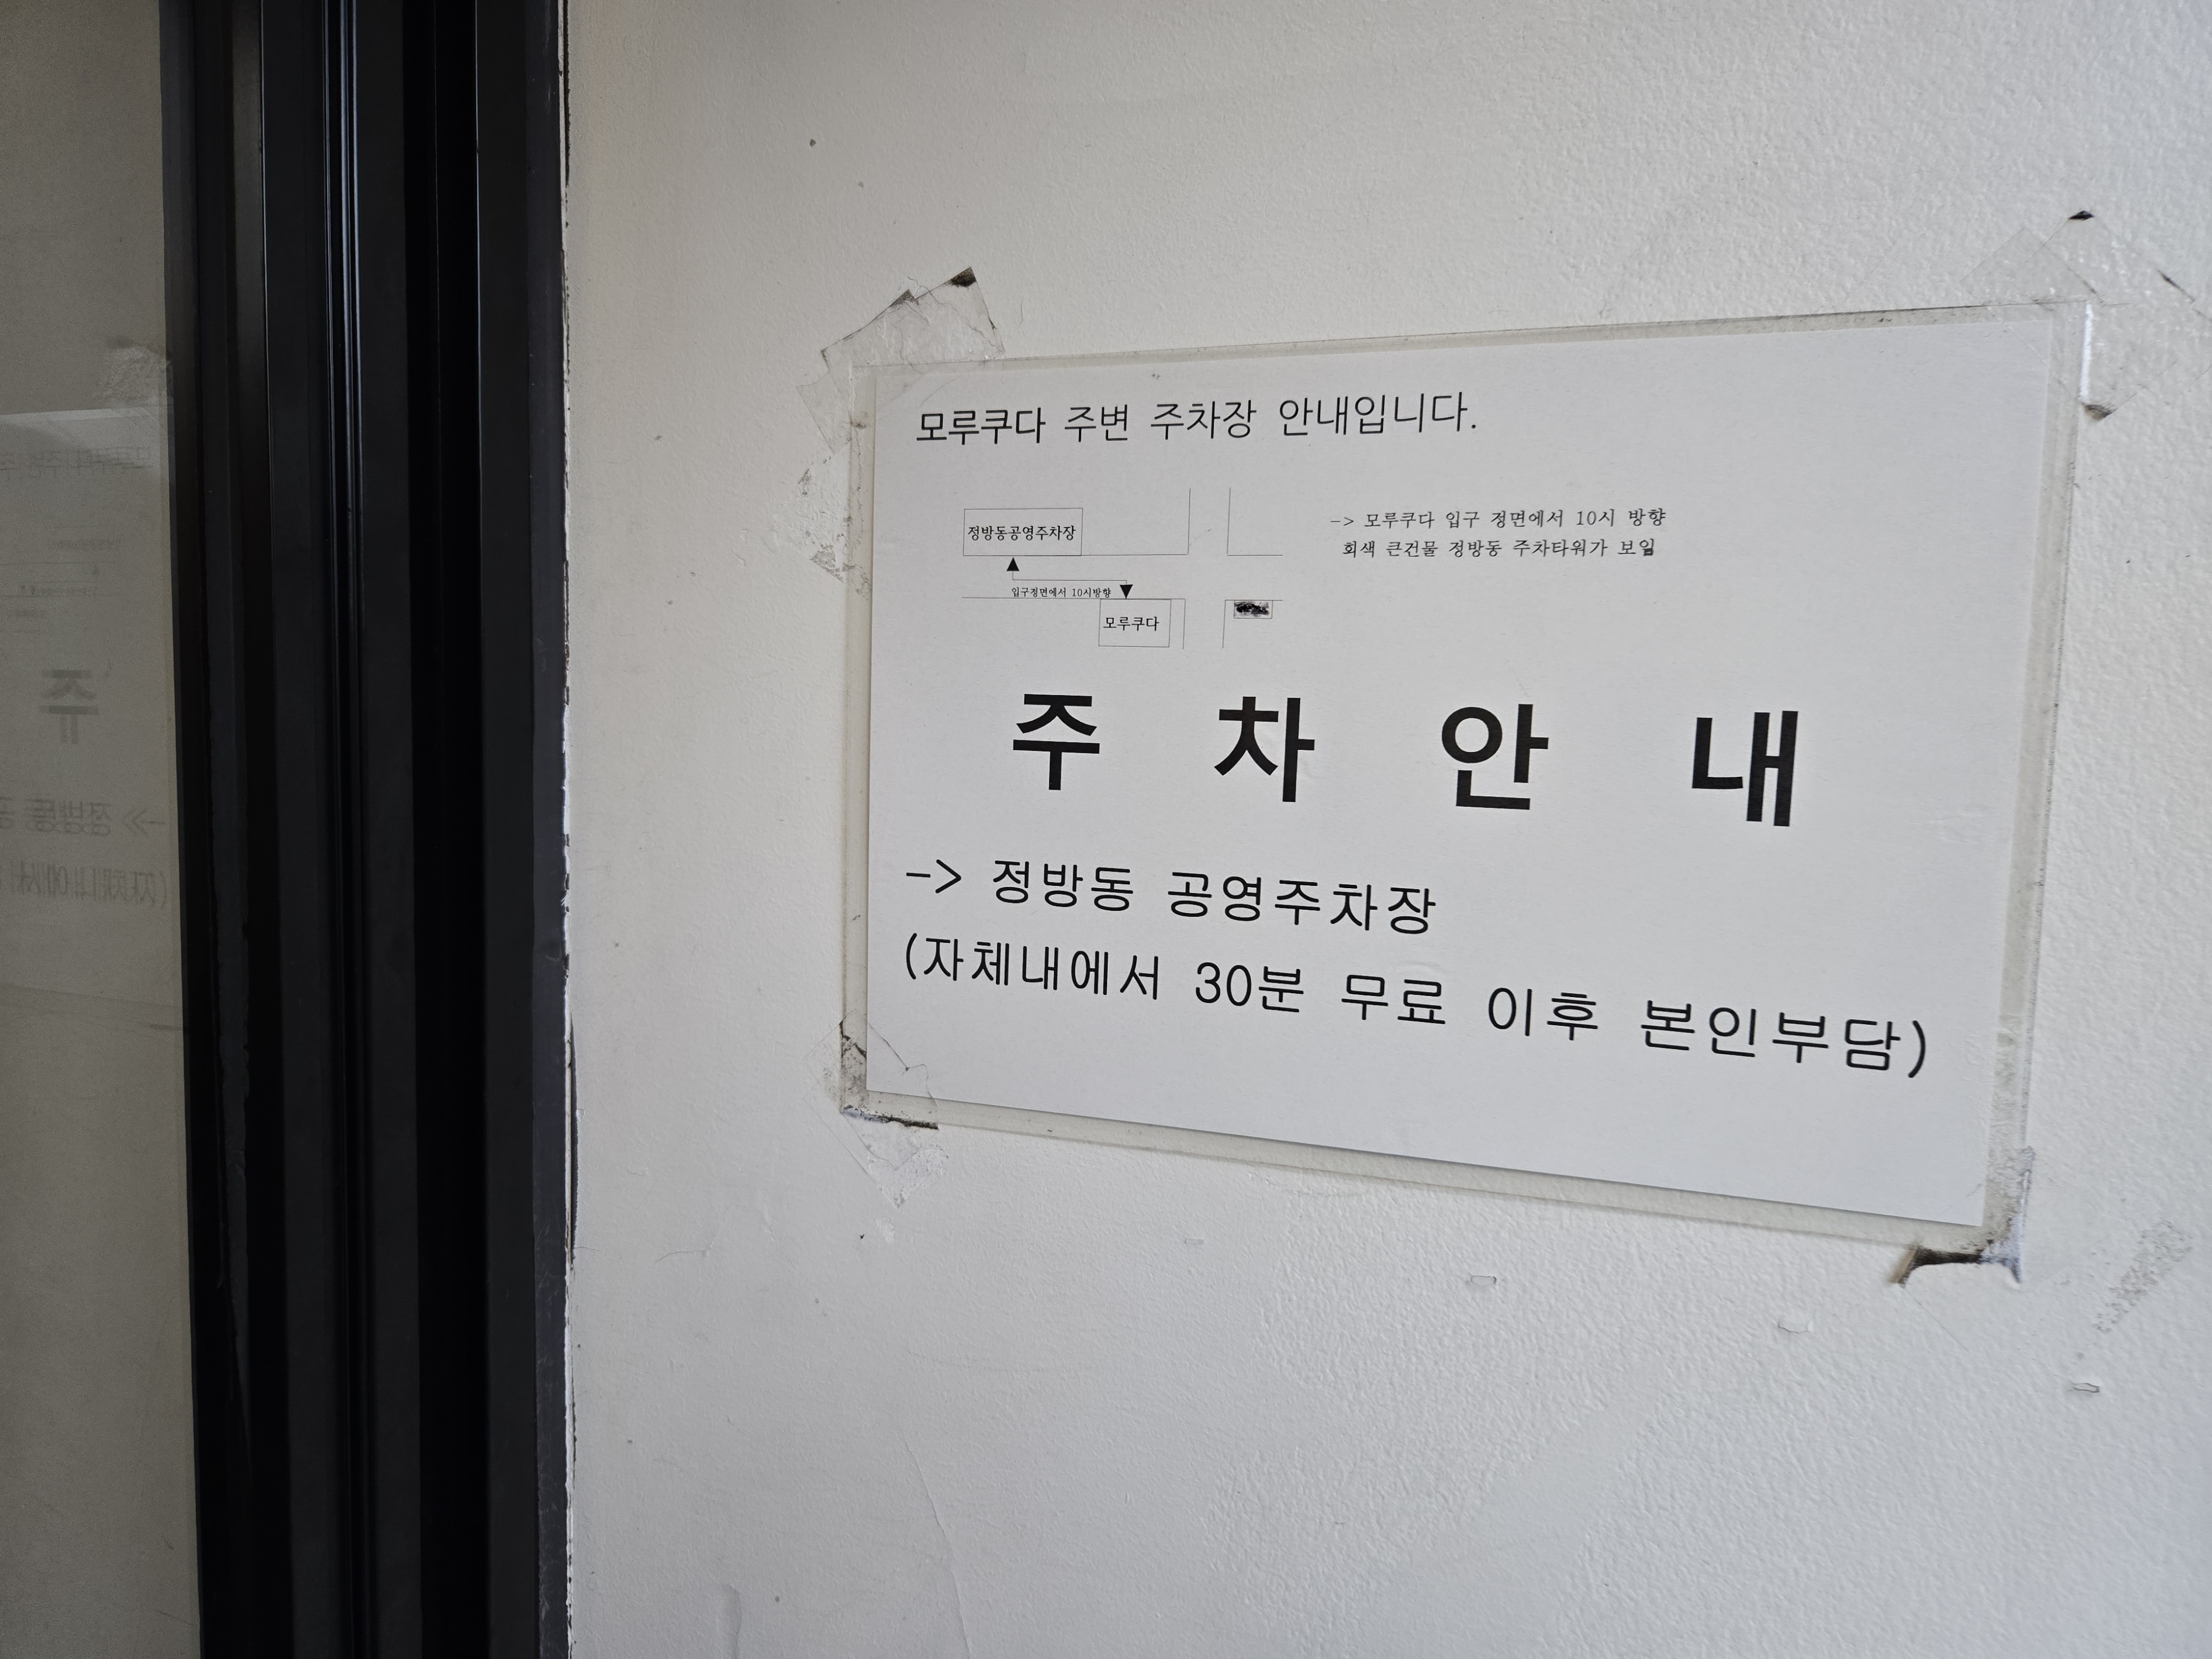 모루쿠다 주변 주차장 안내입니다.
정방동공영주차장
입구정면에서 10시방향
모루쿠다
-> 모루쿠다 입구 정면에서 10시 방향
회색 큰건물 정방동 주차타워가 보임
주 차 안 내
-> 정방동 공영주차장
(자체내에서 30분 무료 이후 본인부담)